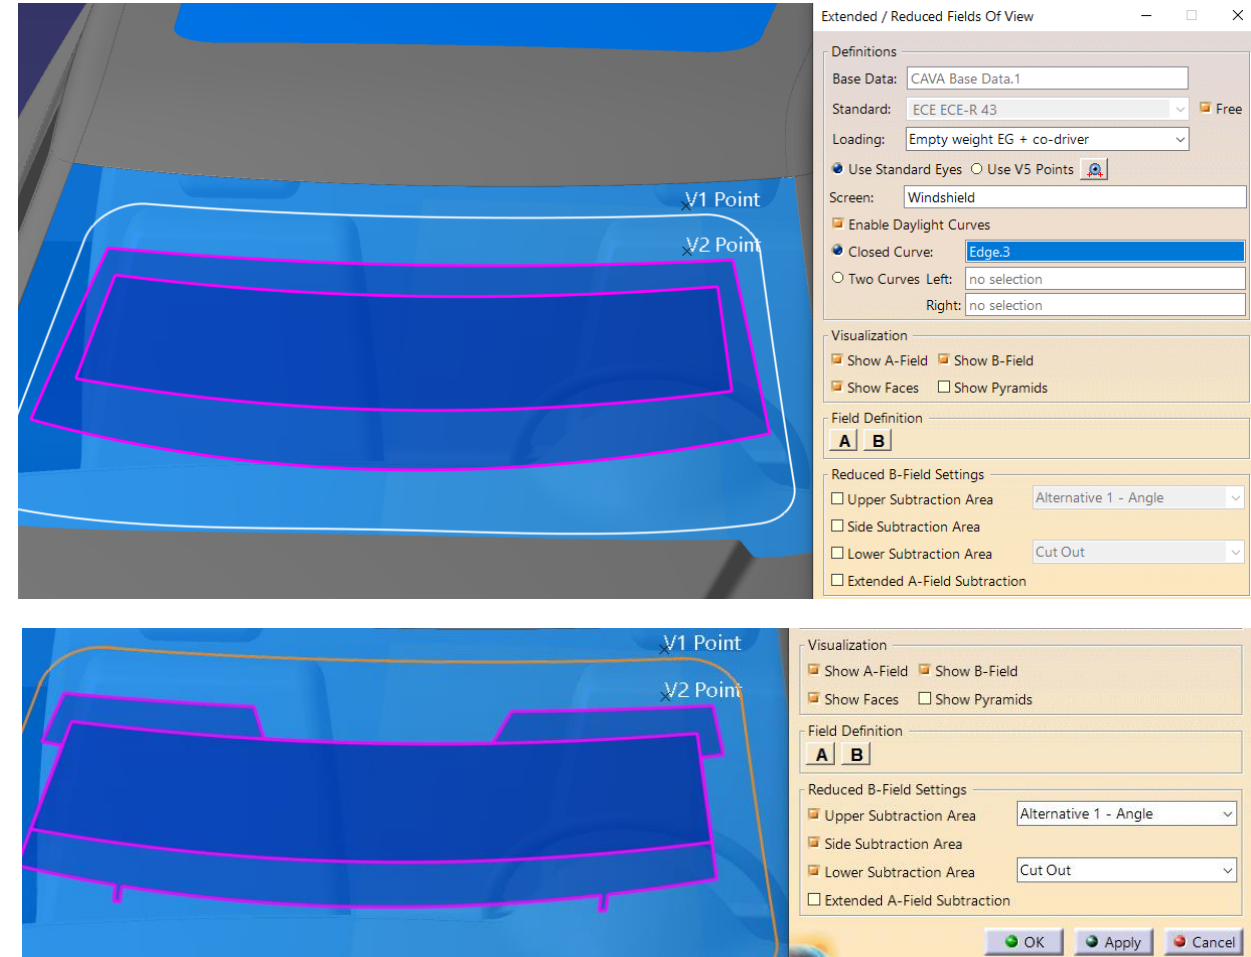 Extended / Reduced Fields Of View
Definitions
Base Data: CAVA Base Data.1
Standard: ECE ECE-R 43 Free
Loading: Empty weight EG + co-driver
Use Standard Eyes Use V5 Points
Screen: Windshield
Enable Daylight Curves
Closed Curve: Edge.3
Two Curves Left: no selection
Right: no selection
Visualization
Show A-Field Show B-Field
Show Faces Show Pyramids
Field Definition
A B
Reduced B-Field Settings
Upper Subtraction Area Alternative 1 - Angle
Side Subtraction Area
Lower Subtraction Area Cut Out
Extended A-Field Subtraction
V1 Point
V2 Point
V1 Point
V2 Point
Visualization
Show A-Field Show B-Field
Show Faces Show Pyramids
Field Definition
A B
Reduced B-Field Settings
Upper Subtraction Area Alternative 1 - Angle
Side Subtraction Area
Lower Subtraction Area Cut Out
Extended A-Field Subtraction
OK Apply Cancel